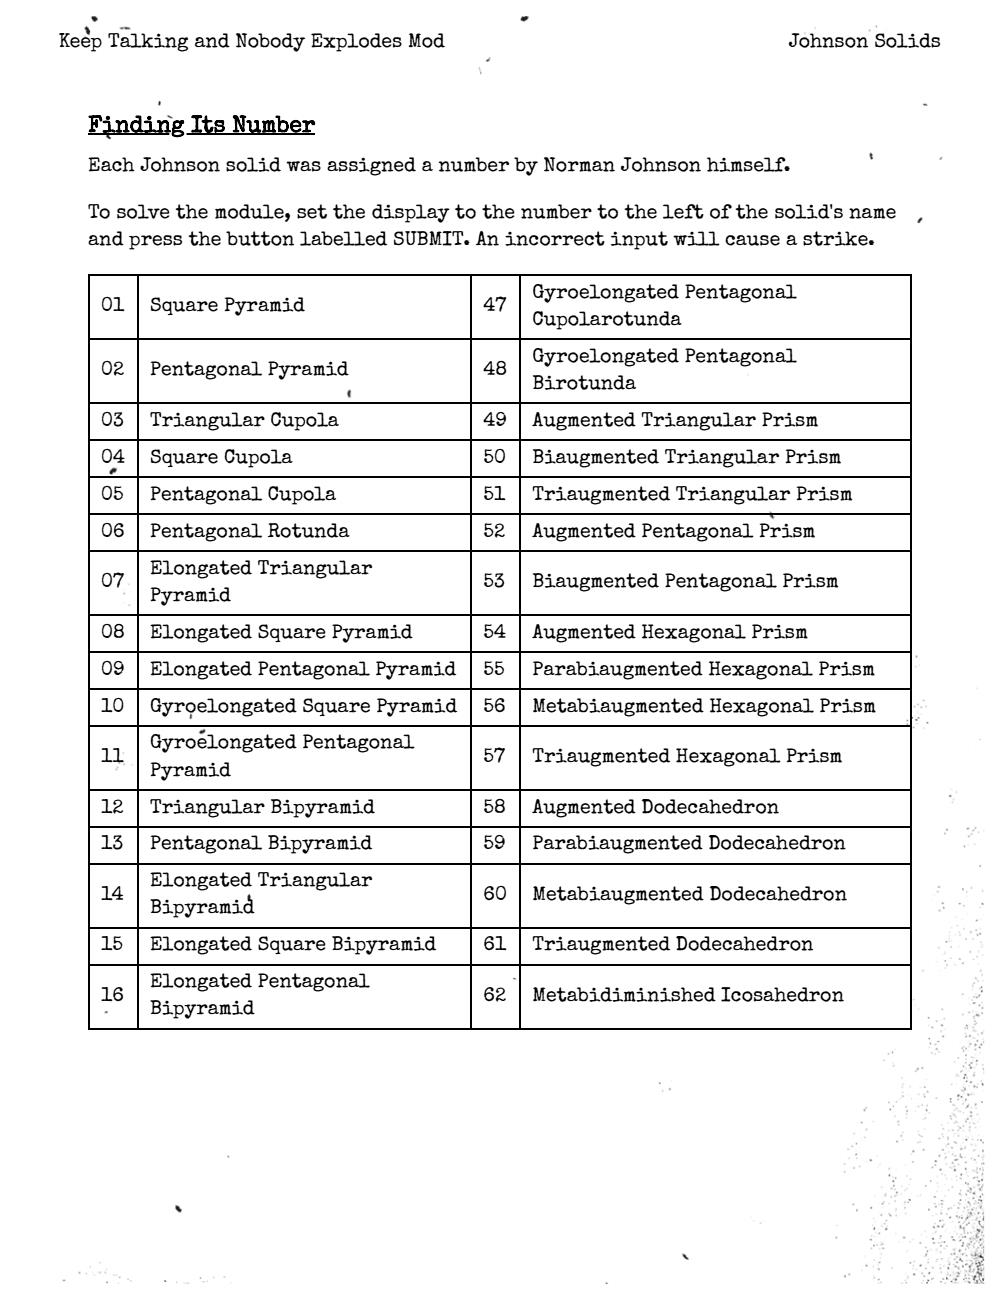 Keep Talking and Nobody Explodes Mod
Johnson Solids
Finding Its Number
Each Johnson solid was assigned a number by Norman Johnson himself.
To solve the module, set the display to the number to the left of the solid's name
and press the button labelled SUBMIT. An incorrect input will cause a strike.
01 Square Pyramid 47 Gyroelongated Pentagonal
Cupolarotunda
02 Pentagonal Pyramid 48 Gyroelongated Pentagonal
Birotunda
03 Triangular Cupola 49 Augmented Triangular Prism
04 Square Cupola 50 Biaugmented Triangular Prism
05 Pentagonal Cupola 51 Triaugmented Triangular Prism
06 Pentagonal Rotunda 52 Augmented Pentagonal Prism
07 Elongated Triangular
Pyramid 53 Biaugmented Pentagonal Prism
08 Elongated Square Pyramid 54 Augmented Hexagonal Prism
09 Elongated Pentagonal Pyramid 55 Parabiaugmented Hexagonal Prism
10 Gyroelongated Square Pyramid 56 Metabiaugmented Hexagonal Prism
11 Gyroelongated Pentagonal
Pyramid 57 Triaugmented Hexagonal Prism
12 Triangular Bipyramid 58 Augmented Dodecahedron
13 Pentagonal Bipyramid 59 Parabiaugmented Dodecahedron
14 Elongated Triangular
Bipyramid 60 Metabiaugmented Dodecahedron
15 Elongated Square Bipyramid 61 Triaugmented Dodecahedron
16 Elongated Pentagonal
Bipyramid 62 Metabidiminished Icosahedron